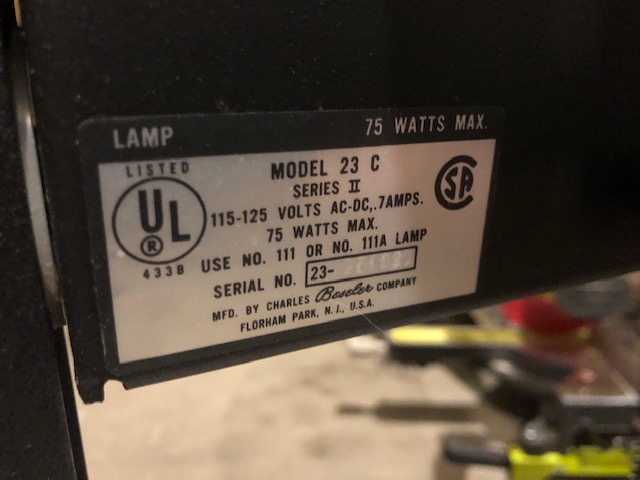 LAMP 75 WATTS MAX.
LISTED
UL
®
433B
MODEL 23 C
SERIES II
115-125 VOLTS AC-DC,.7AMPS.
75 WATTS MAX.
USE NO. 111 OR NO. 111A LAMP
SERIAL NO. 23-
MFD. BY CHARLES Beseler COMPANY
FLORHAM PARK, N.J., U.S.A.
CSA